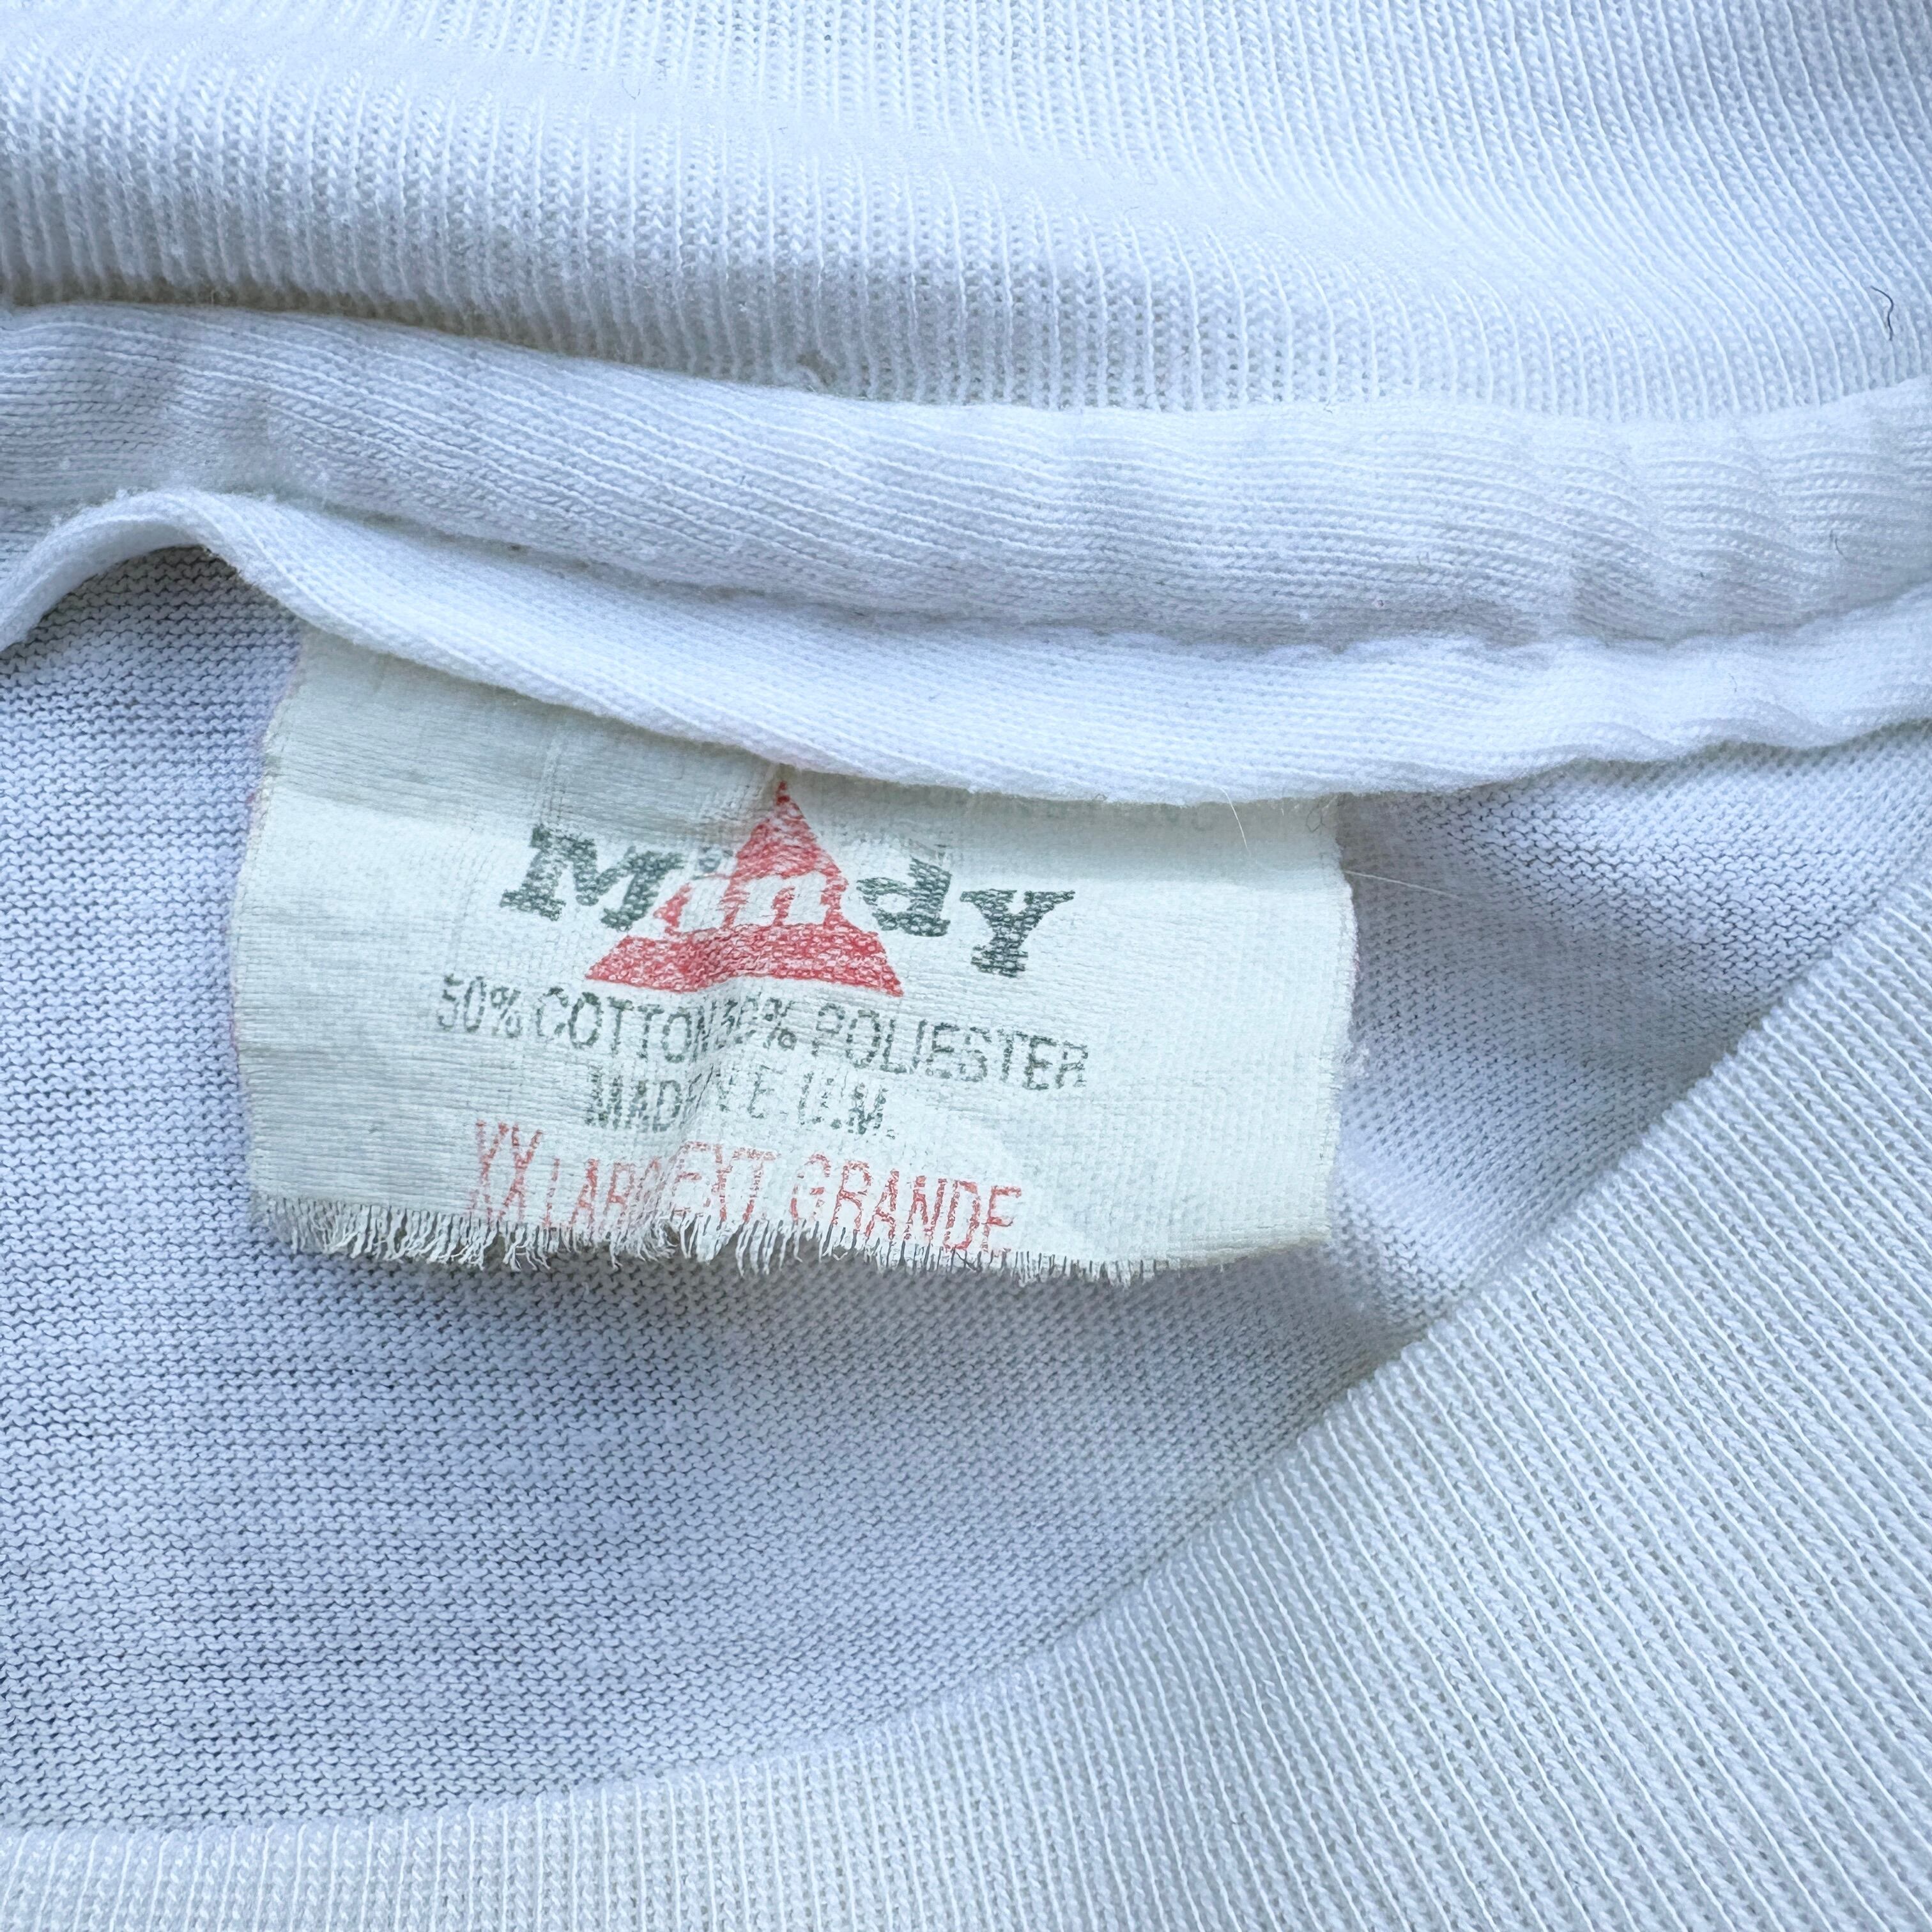 Mindy
50% COTTON 50% POLIESTER
MADE IN E.U.M.
XX LARGE EXT. GRANDE